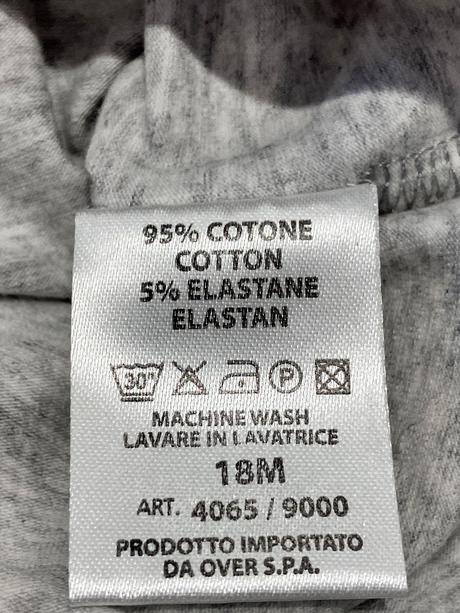 95% COTONE
COTTON
5% ELASTANE
ELASTAN
30° P
MACHINE WASH
LAVARE IN LAVATRICE
18M
ART. 4065 / 9000
PRODOTTO IMPORTATO
DA OVER S.P.A.